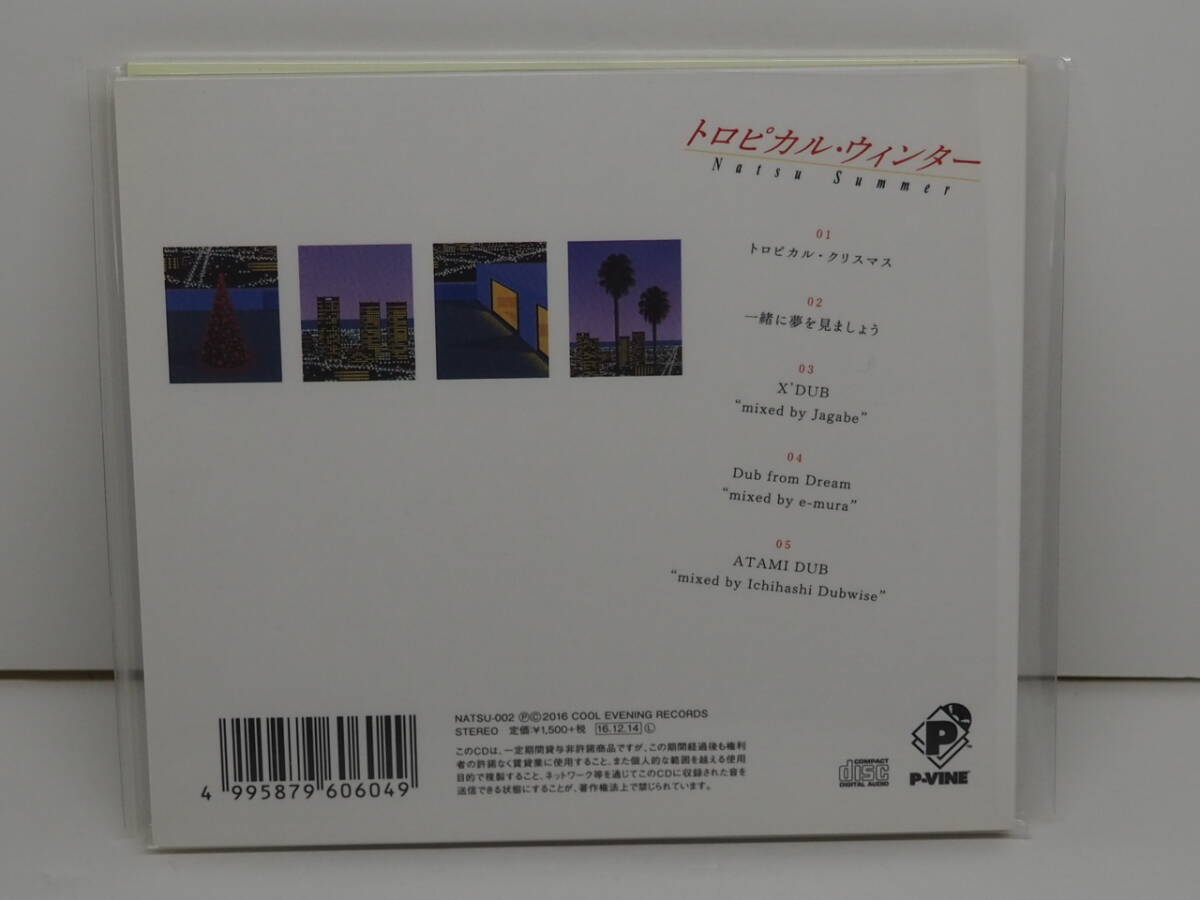 トロピカル・ウィンター
Natsu Summer
01
トロピカル・クリスマス
02
一緒に夢を見ましょう
03
X'DUB
“mixed by Jagabe”
04
Dub from Dream
“mixed by e-mura”
05
ATAMI DUB
“mixed by Ichihashi Dubwise”
NATSU-002 ℗©2016 COOL EVENING RECORDS
STEREO 定価:¥1,500+税 16.12.14 Ⓛ
このCDは、一定期間貸与非許諾商品ですが、この期間経過後も権利
者の許諾なく賃貸業に使用すること、また個人的な範囲を越える使用
目的で複製すること、ネットワーク等を通じてこのCDに収録された音を
送信できる状態にすることが、著作権法上で禁じられています。
4 995879 606049
COMPACT
disc
DIGITAL AUDIO
P
P-VINE